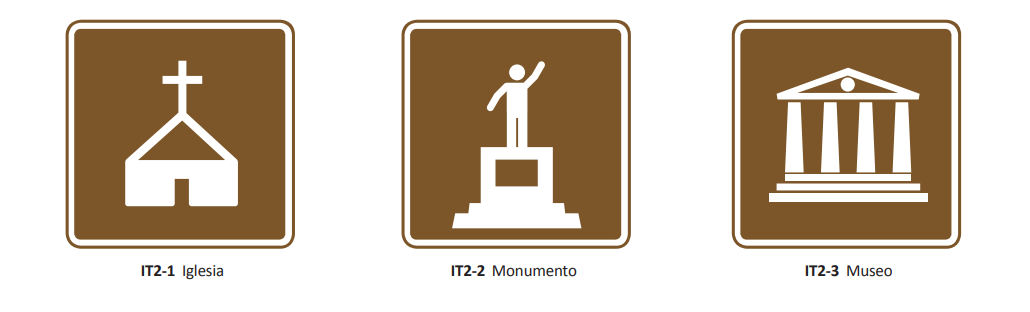 IT2-1 Iglesia
IT2-2 Monumento
IT2-3 Museo